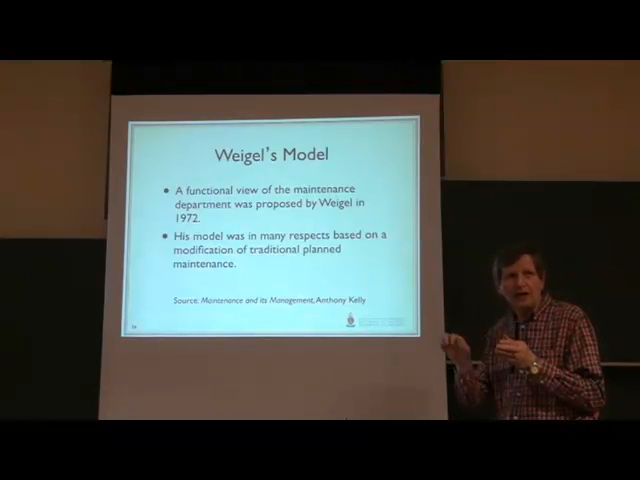 Weigel's Model
• A functional view of the maintenance
department was proposed by Weigel in
1972.
• His model was in many respects based on a
modification of traditional planned
maintenance.
Source: Maintenance and its Management, Anthony Kelly